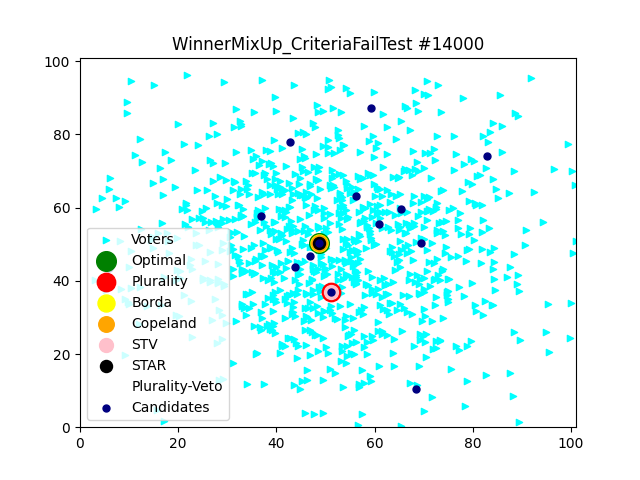 WinnerMixUp_CriteriaFailTest #14000
100
80
60
40
20
0
0
20
40
60
80
100
Voters
Optimal
Plurality
Borda
Copeland
STV
STAR
Plurality-Veto
Candidates